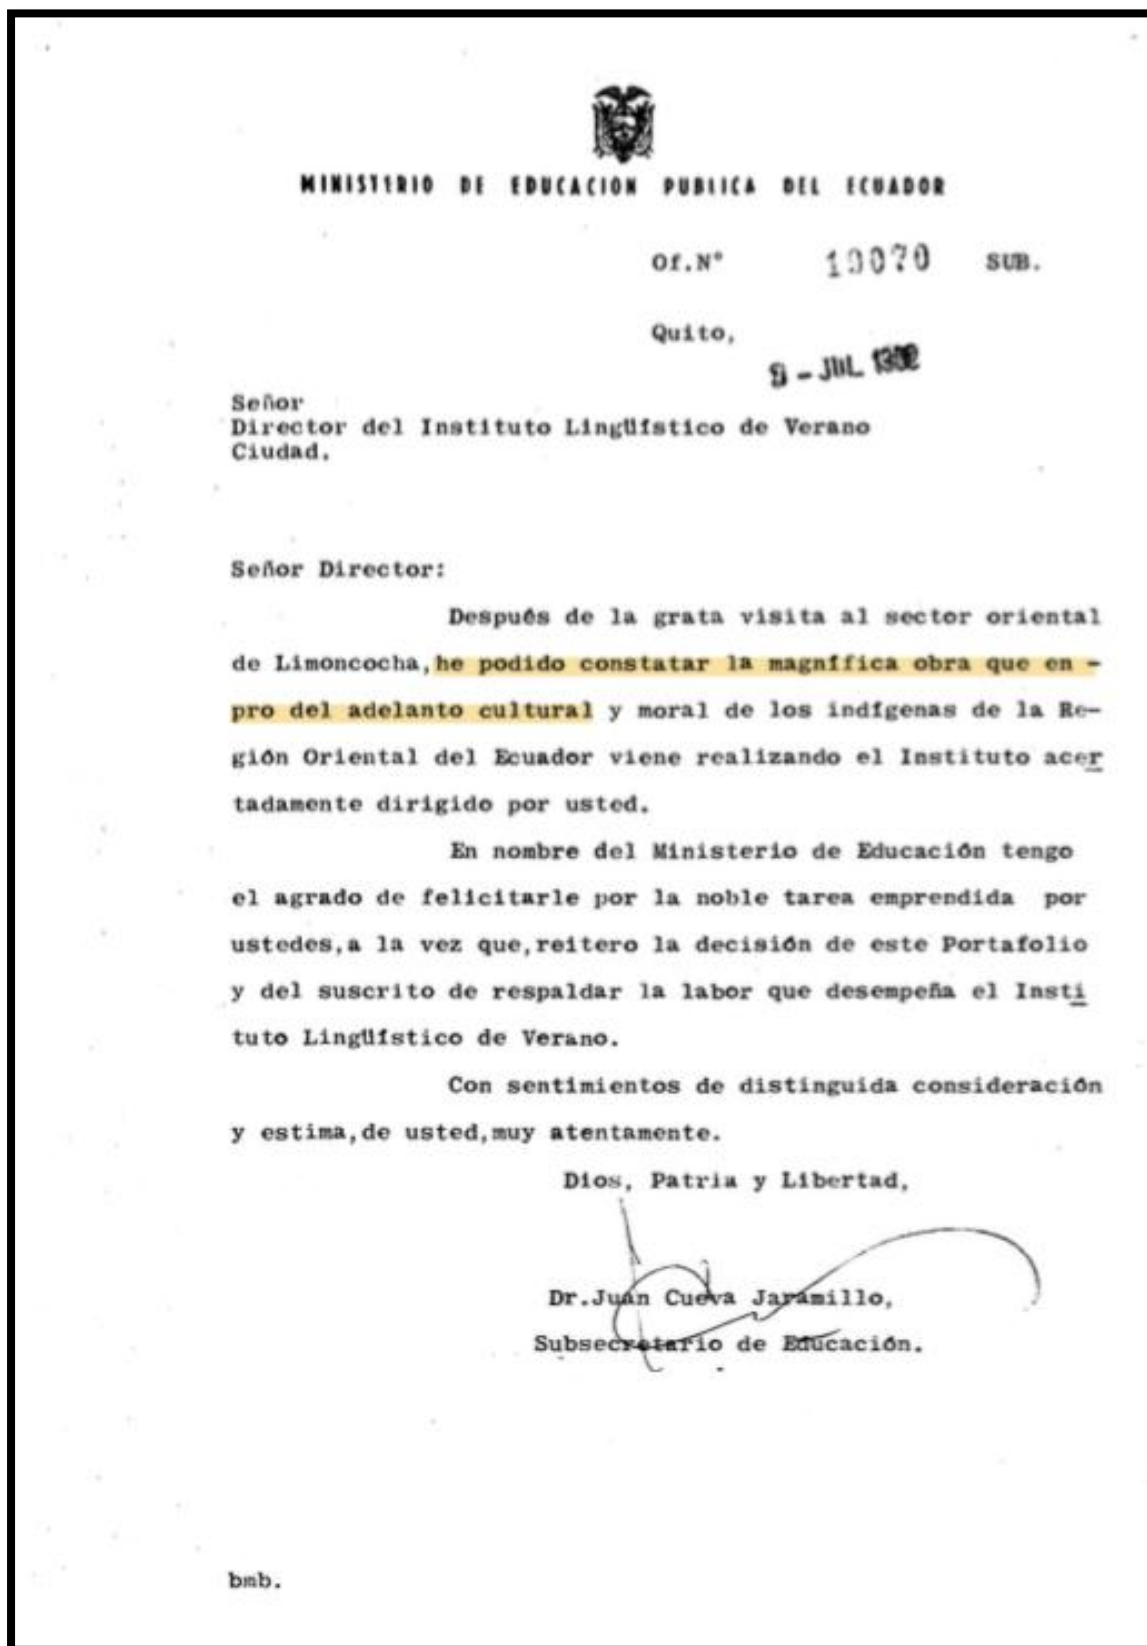 MINISTERIO DE EDUCACION PUBLICA DEL ECUADOR
Of.Nº 10070 SUB.
Quito,
9 - JUL
Señor
Director del Instituto Lingüístico de Verano
Ciudad.
Señor Director:
Después de la grata visita al sector oriental
de Limoncocha,he podido constatar la magnífica obra que en -
pro del adelanto cultural y moral de los indígenas de la Re-
gión Oriental del Ecuador viene realizando el Instituto acer
tadamente dirigido por usted.
En nombre del Ministerio de Educación tengo
el agrado de felicitarle por la noble tarea emprendida por
ustedes,a la vez que,reitero la decisión de este Portafolio
y del suscrito de respaldar la labor que desempeña el Insti
tuto Lingüístico de Verano.
Con sentimientos de distinguida consideración
y estima,de usted,muy atentamente.
Dios, Patria y Libertad,
Dr.Juan Cueva Jaramillo,
Subsecretario de Educación.
bmb.